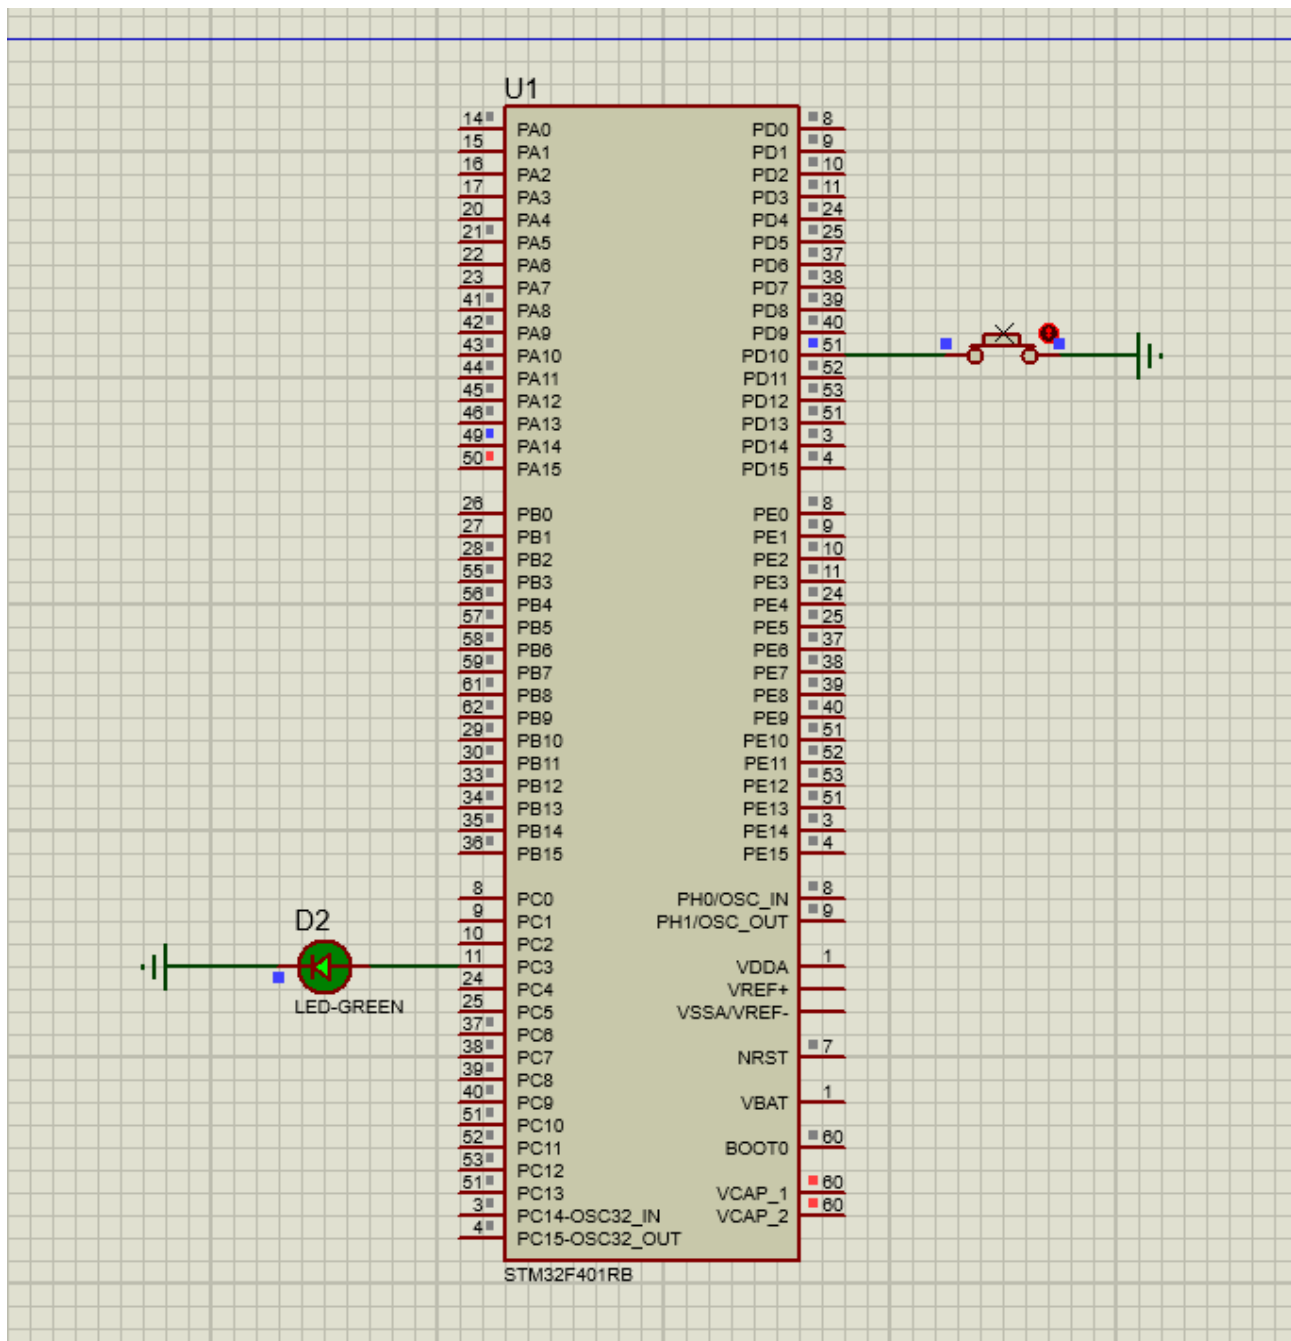 U1
14 PA0 PD0 8
15 PA1 PD1 9
16 PA2 PD2 10
17 PA3 PD3 11
20 PA4 PD4 24
21 PA5 PD5 25
22 PA6 PD6 37
23 PA7 PD7 38
41 PA8 PD8 39
42 PA9 PD9 40
43 PA10 PD10 51
44 PA11 PD11 52
45 PA12 PD12 53
46 PA13 PD13 51
49 PA14 PD14 3
50 PA15 PD15 4
26 PB0 PE0 8
27 PB1 PE1 9
28 PB2 PE2 10
55 PB3 PE3 11
56 PB4 PE4 24
57 PB5 PE5 25
58 PB6 PE6 37
59 PB7 PE7 38
61 PB8 PE8 39
62 PB9 PE9 40
29 PB10 PE10 51
30 PB11 PE11 52
33 PB12 PE12 53
34 PB13 PE13 51
35 PB14 PE14 3
36 PB15 PE15 4
8 PC0 PH0/OSC_IN 8
9 PC1 PH1/OSC_OUT 9
10 PC2
D2
11 PC3 VDDA 1
24 PC4 VREF+
LED-GREEN
25 PC5 VSSA/VREF-
37 PC6
38 PC7 NRST 7
39 PC8
40 PC9 VBAT 1
51 PC10
52 PC11 BOOT0 60
53 PC12
51 PC13 VCAP_1 60
3 PC14-OSC32_IN VCAP_2 60
4 PC15-OSC32_OUT
STM32F401RB